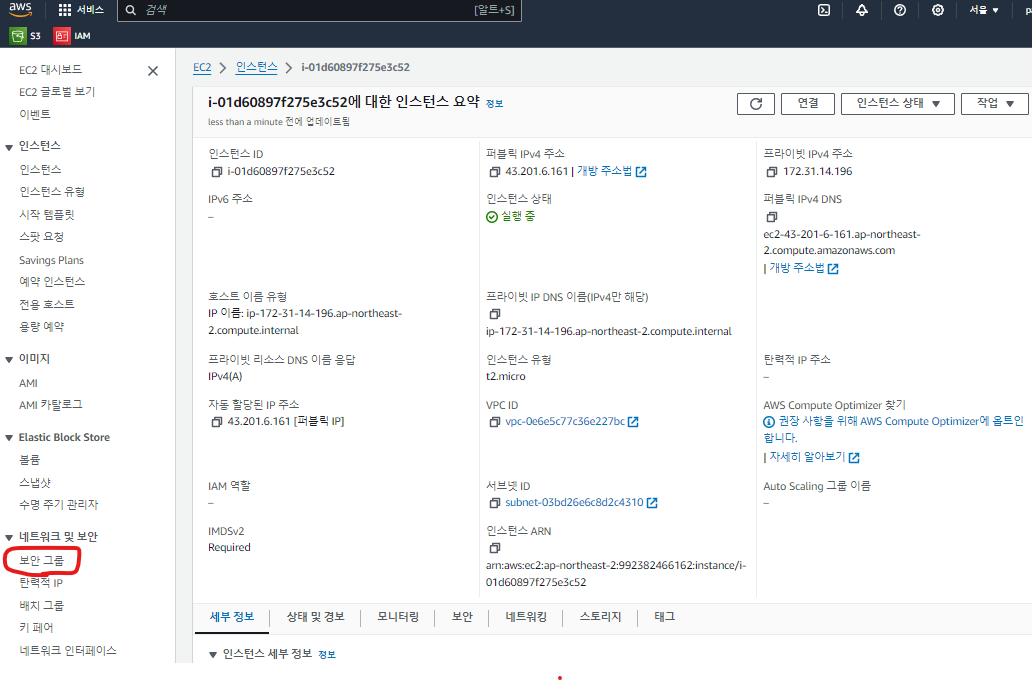 aws
서비스
검색
[알트+S]
서울 ▼
S3
IAM
EC2 대시보드
EC2 글로벌 보기
이벤트
▼ 인스턴스
인스턴스
인스턴스 유형
시작 템플릿
스팟 요청
Savings Plans
예약 인스턴스
전용 호스트
용량 예약
▼ 이미지
AMI
AMI 카탈로그
▼ Elastic Block Store
볼륨
스냅샷
수명 주기 관리자
▼ 네트워크 및 보안
보안 그룹
탄력적 IP
배치 그룹
키 페어
네트워크 인터페이스
EC2 > 인스턴스 > i-01d60897f275e3c52
i-01d60897f275e3c52에 대한 인스턴스 요약 정보
less than a minute 전에 업데이트됨
연결
인스턴스 상태 ▼
작업 ▼
인스턴스 ID
i-01d60897f275e3c52
퍼블릭 IPv4 주소
43.201.6.161 | 개방 주소법
프라이빗 IPv4 주소
172.31.14.196
IPv6 주소
–
인스턴스 상태
실행 중
퍼블릭 IPv4 DNS
ec2-43-201-6-161.ap-northeast-
2.compute.amazonaws.com
| 개방 주소법
호스트 이름 유형
IP 이름: ip-172-31-14-196.ap-northeast-
2.compute.internal
프라이빗 IP DNS 이름(IPv4만 해당)
ip-172-31-14-196.ap-northeast-2.compute.internal
프라이빗 리소스 DNS 이름 응답
IPv4(A)
인스턴스 유형
t2.micro
탄력적 IP 주소
–
자동 할당된 IP 주소
43.201.6.161 [퍼블릭 IP]
VPC ID
vpc-0e6e5c77c36e227bc
AWS Compute Optimizer 찾기
권장 사항을 위해 AWS Compute Optimizer에 옵트인
합니다.
| 자세히 알아보기
IAM 역할
–
서브넷 ID
subnet-03bd26e6c8d2c4310
Auto Scaling 그룹 이름
–
IMDSv2
Required
인스턴스 ARN
arn:aws:ec2:ap-northeast-2:992382466162:instance/i-
01d60897f275e3c52
세부 정보
상태 및 경보
모니터링
보안
네트워킹
스토리지
태그
▼ 인스턴스 세부 정보 정보